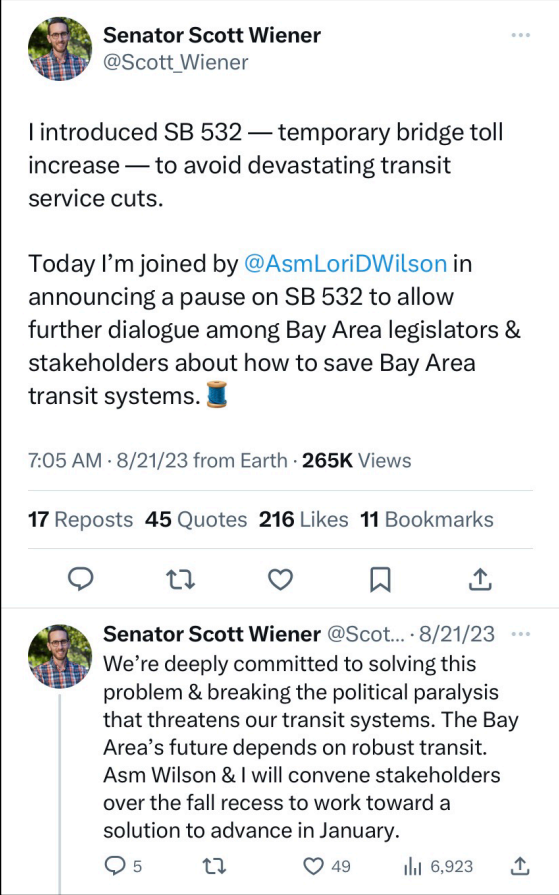 Senator Scott Wiener
@Scott_Wiener
I introduced SB 532 — temporary bridge toll
increase — to avoid devastating transit
service cuts.
Today I’m joined by @AsmLoriDWilson in
announcing a pause on SB 532 to allow
further dialogue among Bay Area legislators &
stakeholders about how to save Bay Area
transit systems.🧵
7:05 AM · 8/21/23 from Earth · 265K Views
17 Reposts 45 Quotes 216 Likes 11 Bookmarks
Senator Scott Wiener @Scot... · 8/21/23
We’re deeply committed to solving this
problem & breaking the political paralysis
that threatens our transit systems. The Bay
Area’s future depends on robust transit.
Asm Wilson & I will convene stakeholders
over the fall recess to work toward a
solution to advance in January.
5 49 6,923